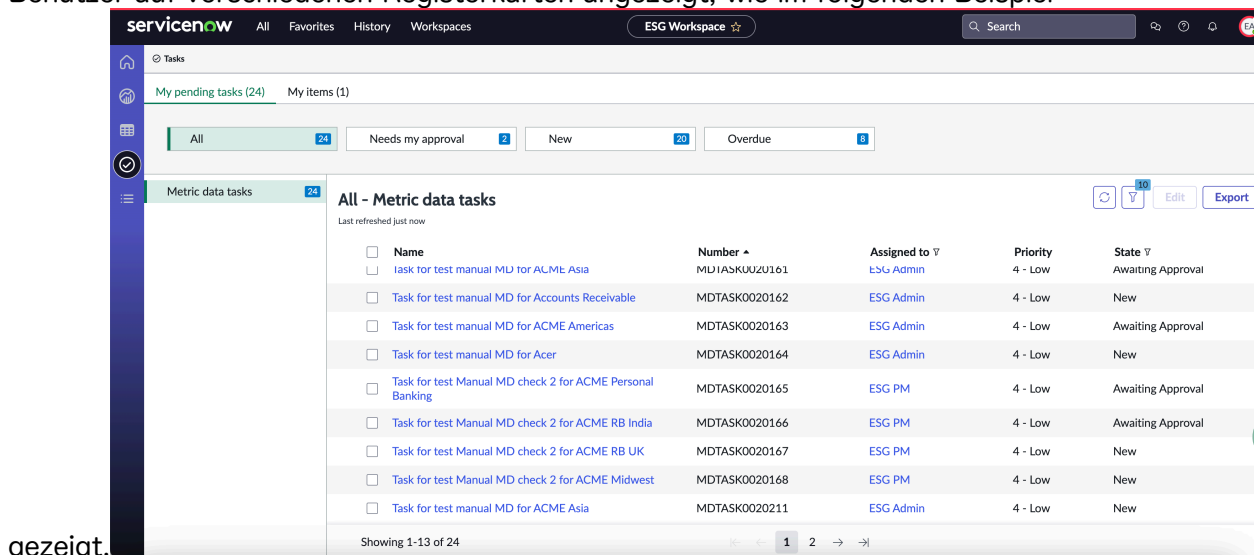 Benutzer auf verschiedenen Registerkarten angezeigt, wie im folgenden Beispiel
servicenow All Favorites History Workspaces ESG Workspace Search EA
Tasks
My pending tasks (24) My items (1)
All 24 Needs my approval 2 New 20 Overdue 8
Metric data tasks 24
All - Metric data tasks
10 Edit Export
Last refreshed just now
Name Number Assigned to Priority State
Task for test manual MD for ACME Asia MDTASK0020161 ESG Admin 4 - Low Awaiting Approval
Task for test manual MD for Accounts Receivable MDTASK0020162 ESG Admin 4 - Low New
Task for test manual MD for ACME Americas MDTASK0020163 ESG Admin 4 - Low Awaiting Approval
Task for test manual MD for Acer MDTASK0020164 ESG Admin 4 - Low New
Task for test Manual MD check 2 for ACME Personal
Banking MDTASK0020165 ESG PM 4 - Low Awaiting Approval
Task for test Manual MD check 2 for ACME RB India MDTASK0020166 ESG PM 4 - Low Awaiting Approval
Task for test Manual MD check 2 for ACME RB UK MDTASK0020167 ESG PM 4 - Low New
Task for test Manual MD check 2 for ACME Midwest MDTASK0020168 ESG PM 4 - Low New
Task for test manual MD for ACME Asia MDTASK0020211 ESG Admin 4 - Low New
Showing 1-13 of 24 1 2
gezeigt.